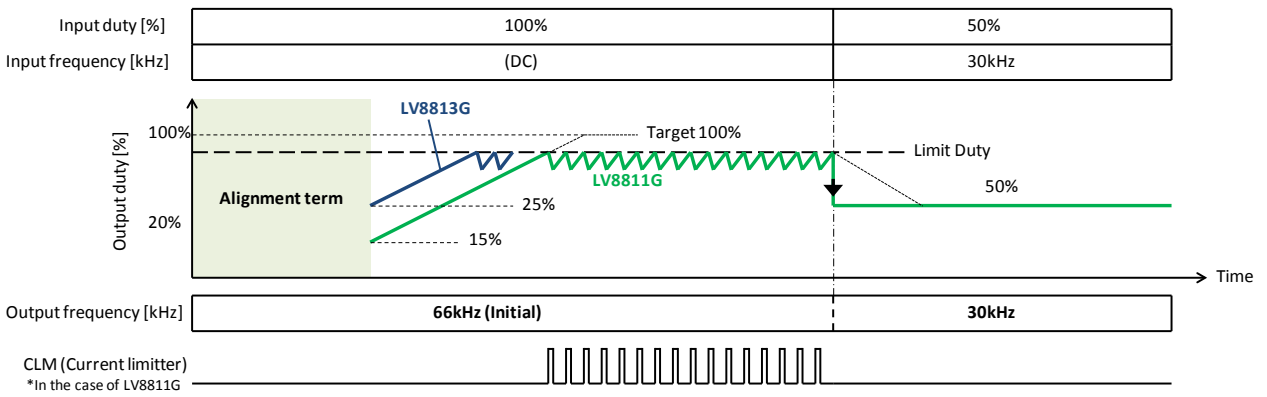 Input duty [%] 100% 50%
Input frequency [kHz] (DC) 30kHz
LV8813G
100% Target 100%
Limit Duty
LV8811G
50%
Output duty [%]
Alignment term
25%
20%
15%
Time
Output frequency [kHz] 66kHz (Initial) 30kHz
CLM (Current limitter)
*In the case of LV8811G